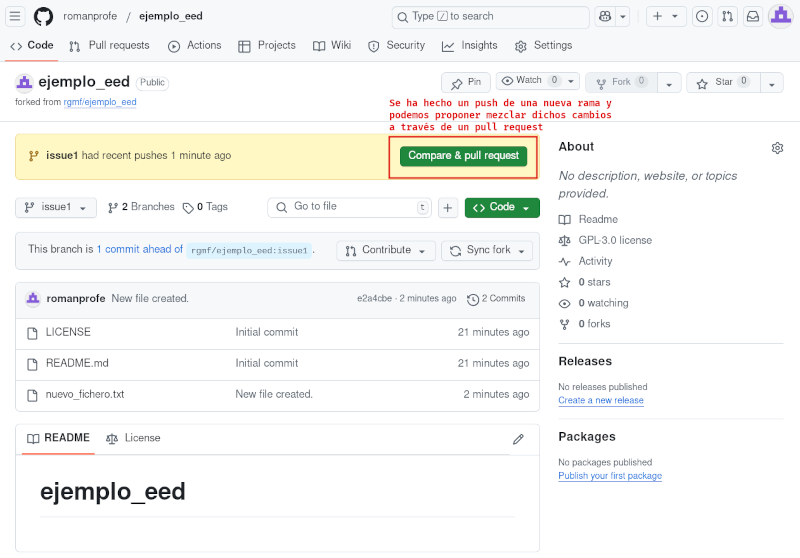 romanprofe / ejemplo_eed
Type / to search
Code
Pull requests
Actions
Projects
Wiki
Security
Insights
Settings
ejemplo_eed
Public
Pin
Watch 0
Fork 0
Star 0
forked from rgmf/ejemplo_eed
Se ha hecho un push de una nueva rama y
podemos proponer mezclar dichos cambios
a través de un pull request
issue1 had recent pushes 1 minute ago
Compare & pull request
issue1
2 Branches
0 Tags
Go to file
t
Code
This branch is 1 commit ahead of rgmf/ejemplo_eed:issue1.
Contribute
Sync fork
romanprofe New file created.
e2a4cbe · 2 minutes ago
2 Commits
LICENSE Initial commit 21 minutes ago
README.md Initial commit 21 minutes ago
nuevo_fichero.txt New file created. 2 minutes ago
README
License
ejemplo_eed
About
No description, website, or topics
provided.
Readme
GPL-3.0 license
Activity
0 stars
0 watching
0 forks
Releases
No releases published
Create a new release
Packages
No packages published
Publish your first package